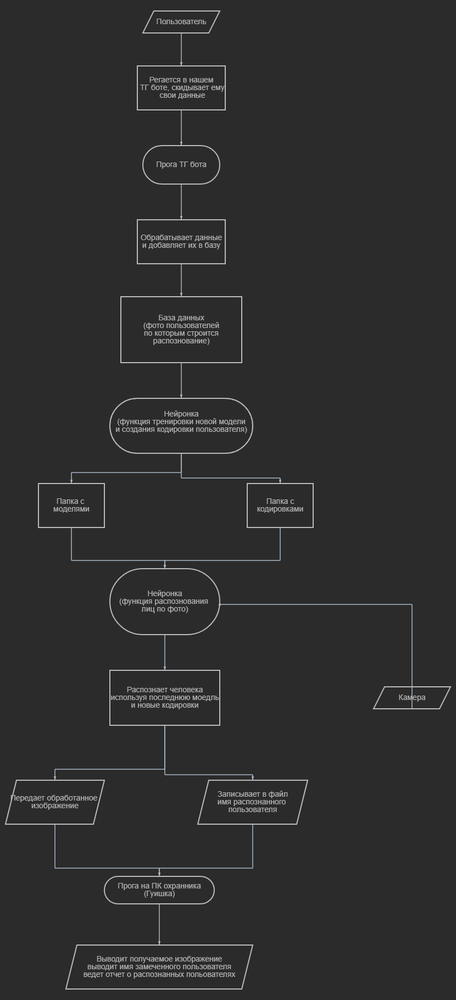 Пользователь
Регается в нашем
ТГ боте, скидывает ему
свои данные
Прога ТГ бота
Обрабатывает данные
и добавляет их в базу
База данных
(фото пользователей
по которым строится
распознование)
Нейронка
(функция тренировки новой модели
и создания кодировки пользователя)
Папка с
моделями
Папка с
кодировками
Нейронка
(функция распознования
лиц по фото)
Распознает человека
используя последнюю моедль
и новые кодировки
Камера
Передает обработанное
изображение
Записывает в файл
имя распознанного
пользователя
Прога на ПК охранника
(Гуишка)
Выводит получаемое изображение
выводит имя замеченного пользователя
ведет отчет о распознанных польователях